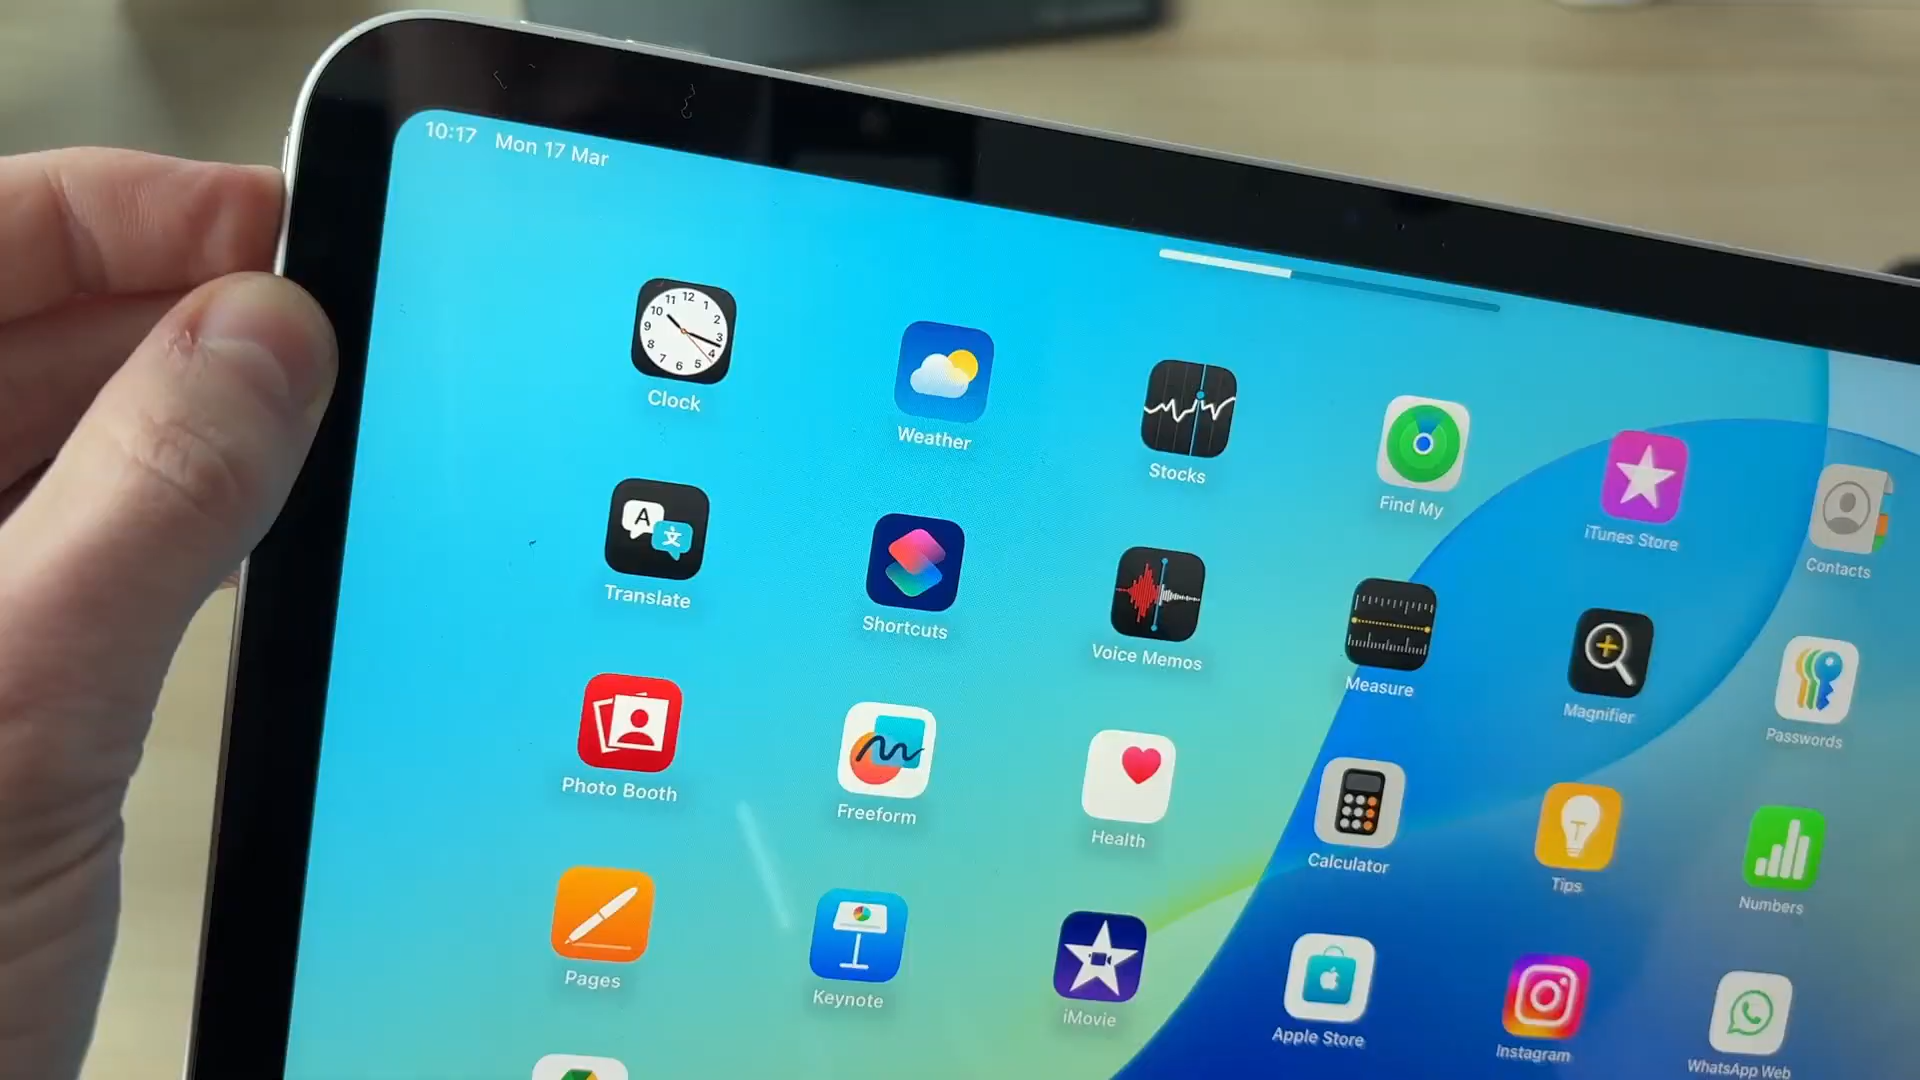 10:17 Mon 17 Mar
Clock
Weather
Stocks
Find My
iTunes Store
Contacts
A 文
Translate
Shortcuts
Voice Memos
Measure
Magnifier
Passwords
Photo Booth
Freeform
Health
Calculator
Tips
Numbers
Pages
Keynote
iMovie
Apple Store
Instagram
WhatsApp Web